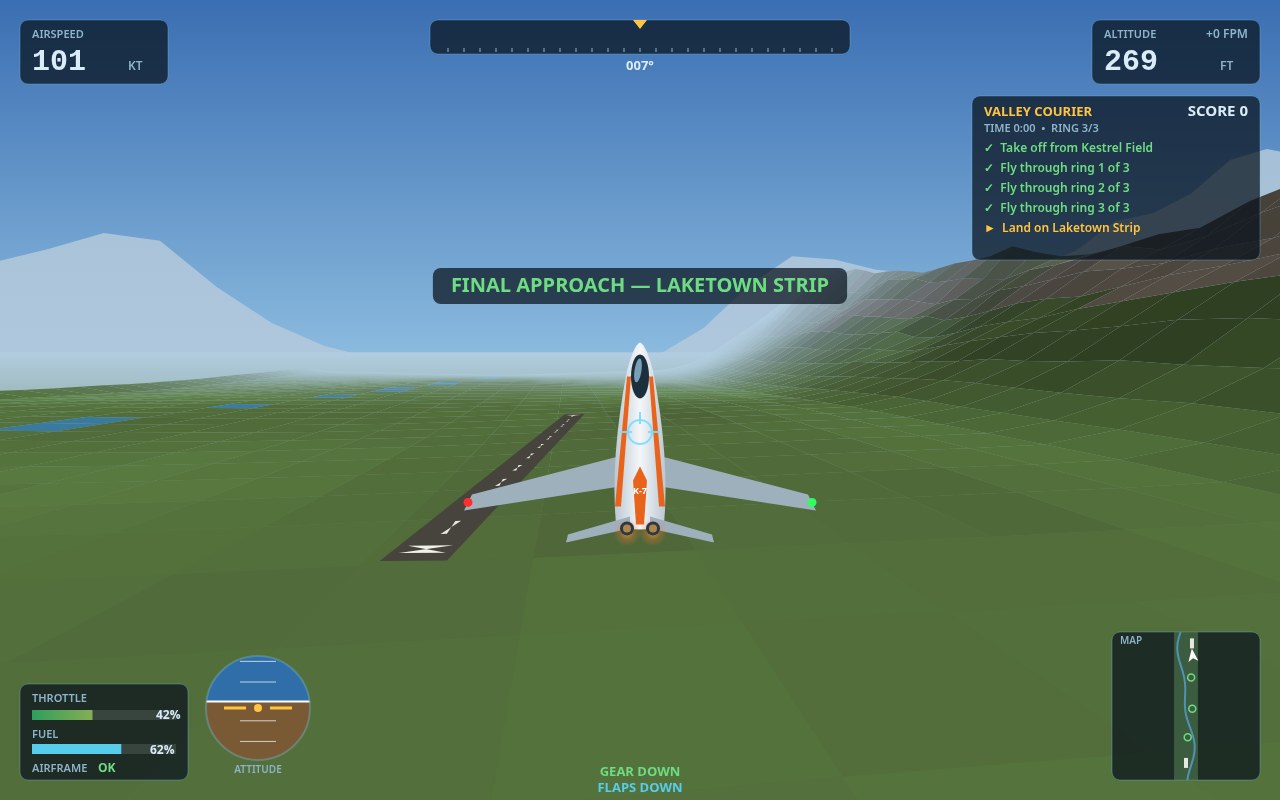 AIRSPEED
101 KT
007°
ALTITUDE +0 FPM
269 FT
VALLEY COURIER SCORE 0
TIME 0:00 • RING 3/3
✓ Take off from Kestrel Field
✓ Fly through ring 1 of 3
✓ Fly through ring 2 of 3
✓ Fly through ring 3 of 3
► Land on Laketown Strip
FINAL APPROACH — LAKETOWN STRIP
K-7
MAP
THROTTLE
42%
FUEL
62%
AIRFRAME OK
ATTITUDE
GEAR DOWN
FLAPS DOWN